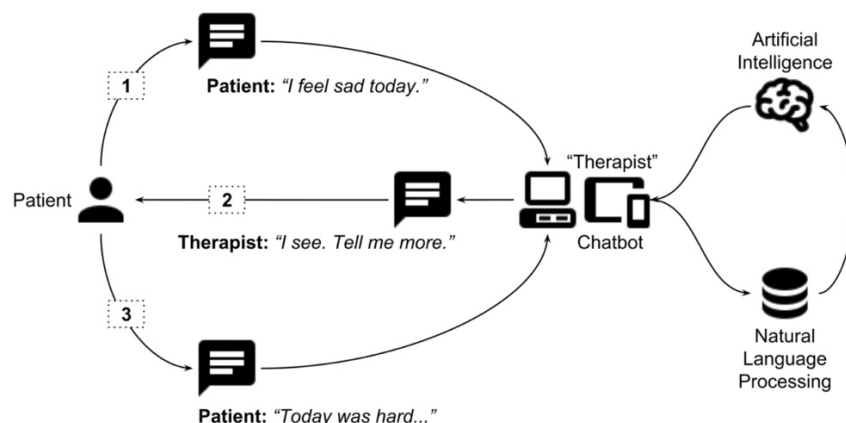 1
Patient: “I feel sad today.”
Artificial
Intelligence
Patient
2
Therapist: “I see. Tell me more.”
“Therapist”
Chatbot
3
Patient: “Today was hard...”
Natural
Language
Processing